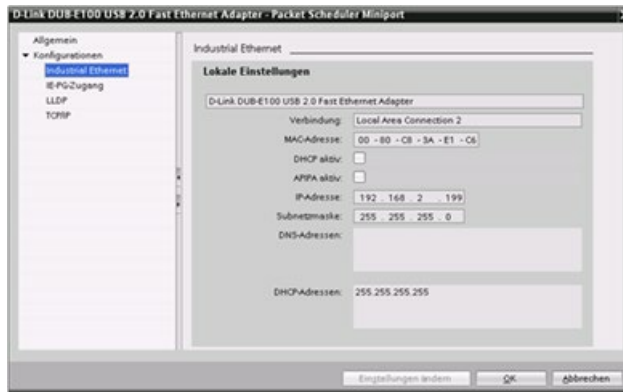 D-Link DUB-E100 USB 2.0 Fast Ethernet Adapter - Packet Scheduler Miniport
Allgemein
Konfigurationen
Industrial Ethernet
IE-PG-Zugang
LLDP
TCP/IP
Industrial Ethernet
Lokale Einstellungen
D-Link DUB-E100 USB 2.0 Fast Ethernet Adapter
Verbindung: Local Area Connection 2
MAC-Adresse: 00 - 80 - C8 - 3A - E1 - C6
DHCP aktiv:
APIPA aktiv:
IP-Adresse: 192 . 168 . 2 . 199
Subnetzmaske: 255 . 255 . 255 . 0
DNS-Adressen:
DHCP-Adressen: 255.255.255.255
Einstellungen ändern OK Abbrechen